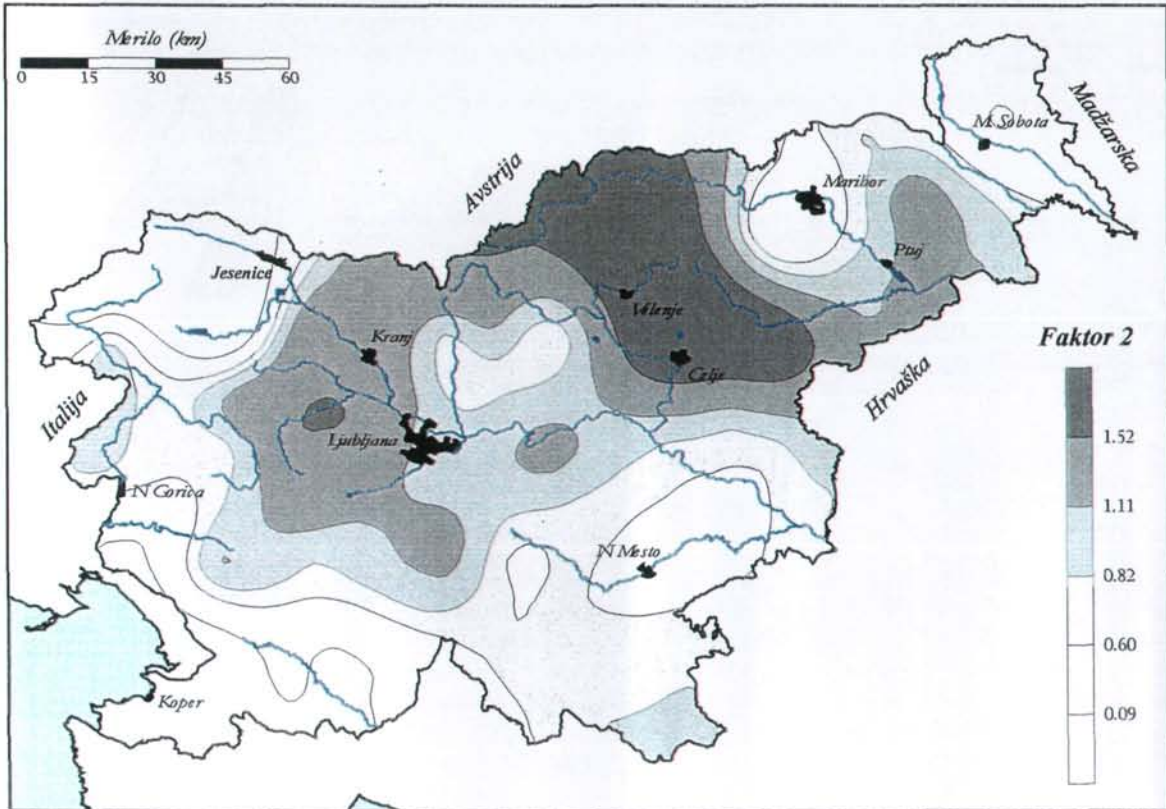 Merilo (km)
0 15 30 45 60
Madžarska
M. Sobota
Avstrija
Maribor
Ptuj
Jesenice
Velenje
Kranj
Celje
Faktor 2
Italija
Hrvaška
Ljubljana
1.52
N Gorica
1.11
N Mesto
0.82
0.60
Koper
0.09